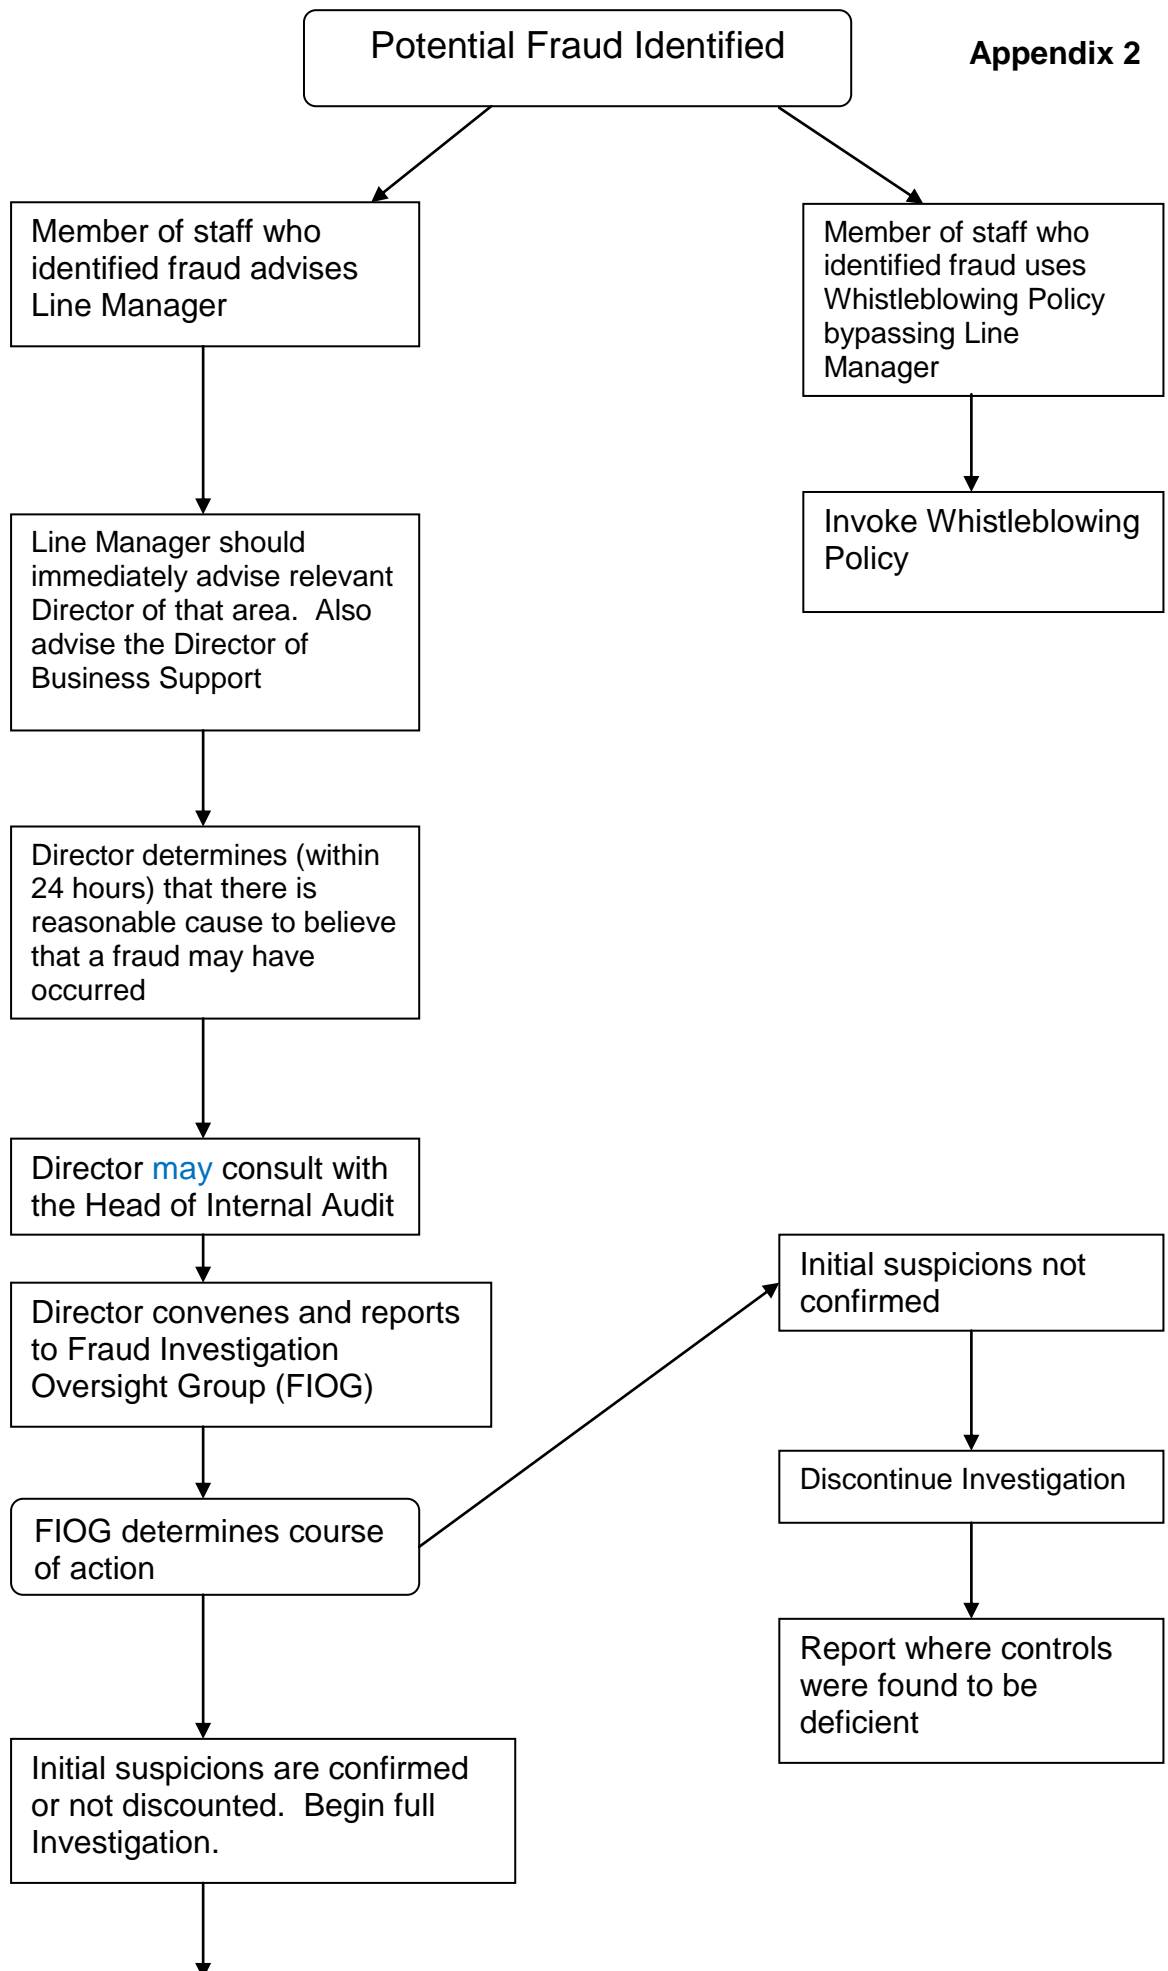 Potential Fraud Identified
Appendix 2
Member of staff who
identified fraud advises
Line Manager
Member of staff who
identified fraud uses
Whistleblowing Policy
bypassing Line
Manager
Line Manager should
immediately advise relevant
Director of that area.  Also
advise the Director of
Business Support
Invoke Whistleblowing
Policy
Director determines (within
24 hours) that there is
reasonable cause to believe
that a fraud may have
occurred
Director may consult with
the Head of Internal Audit
Director convenes and reports
to Fraud Investigation
Oversight Group (FIOG)
Initial suspicions not
confirmed
FIOG determines course
of action
Discontinue Investigation
Report where controls
were found to be
deficient
Initial suspicions are confirmed
or not discounted.  Begin full
Investigation.